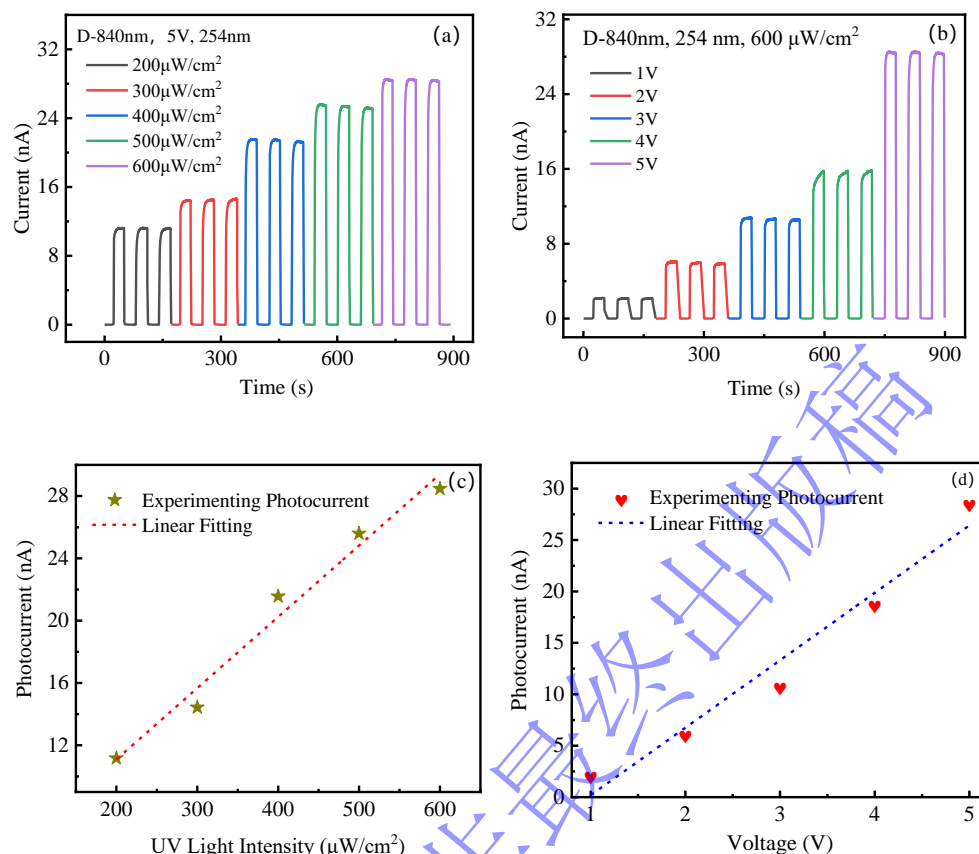 (a)
D-840nm, 5V, 254nm
200μW/cm²
300μW/cm²
400μW/cm²
500μW/cm²
600μW/cm²
Current (nA)
32
24
16
8
0
0
300
600
900
Time (s)
(b)
D-840nm, 254 nm, 600 μW/cm²
1V
2V
3V
4V
5V
Current (nA)
32
24
16
8
0
0
300
600
900
Time (s)
(c)
Experimenting Photocurrent
Linear Fitting
Photocurrent (nA)
28
24
20
16
12
200
300
400
500
600
UV Light Intensity (μW/cm²)
(d)
Experimenting Photocurrent
Linear Fitting
Photocurrent (nA)
30
25
20
15
10
5
0
1
2
3
4
5
Voltage (V)
非最终出版稿